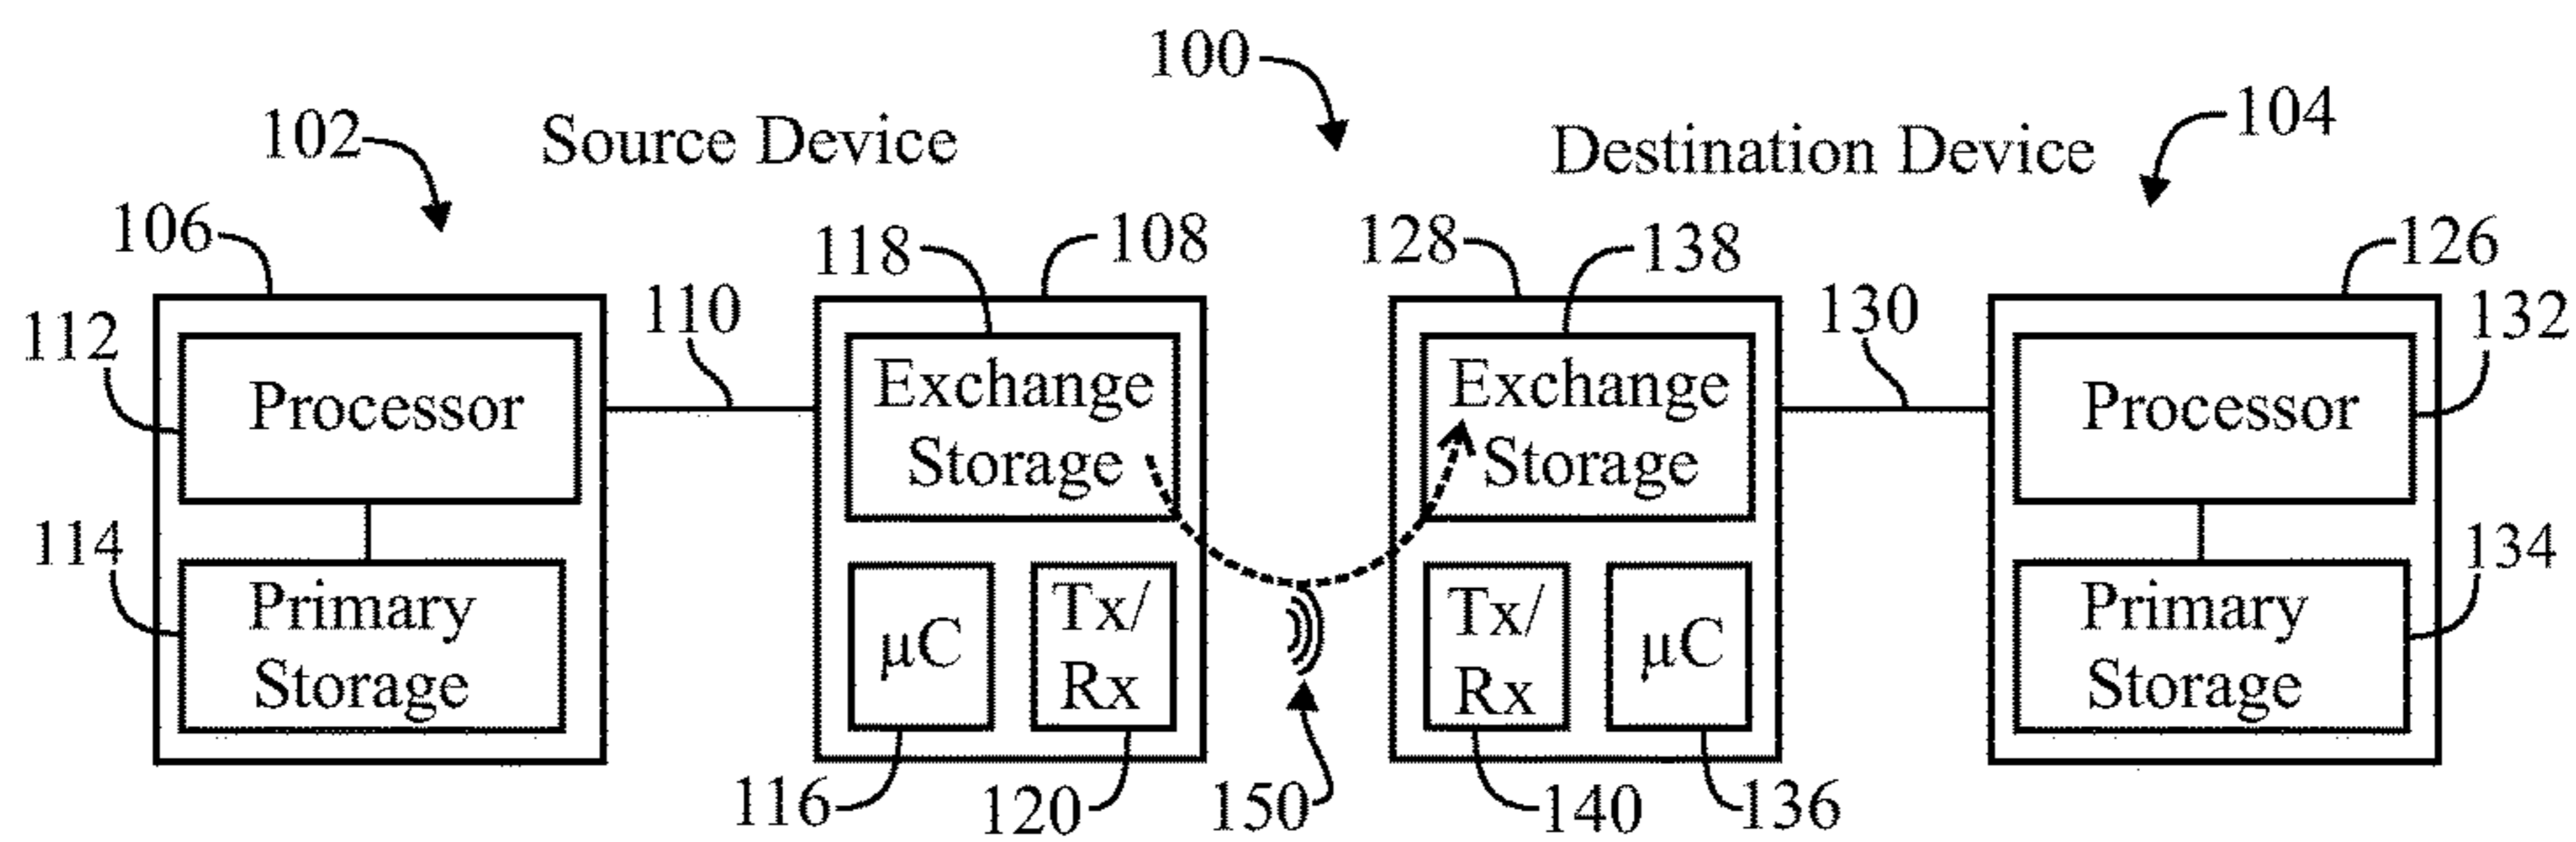 100
102
Source Device
Destination Device
104
106
118
108
128
138
126
112
110
130
132
Processor
Exchange
Storage
Exchange
Storage
Processor
114
Primary
Storage
μC
Tx/
Rx
Tx/
Rx
μC
Primary
Storage
134
116
120
150
140
136